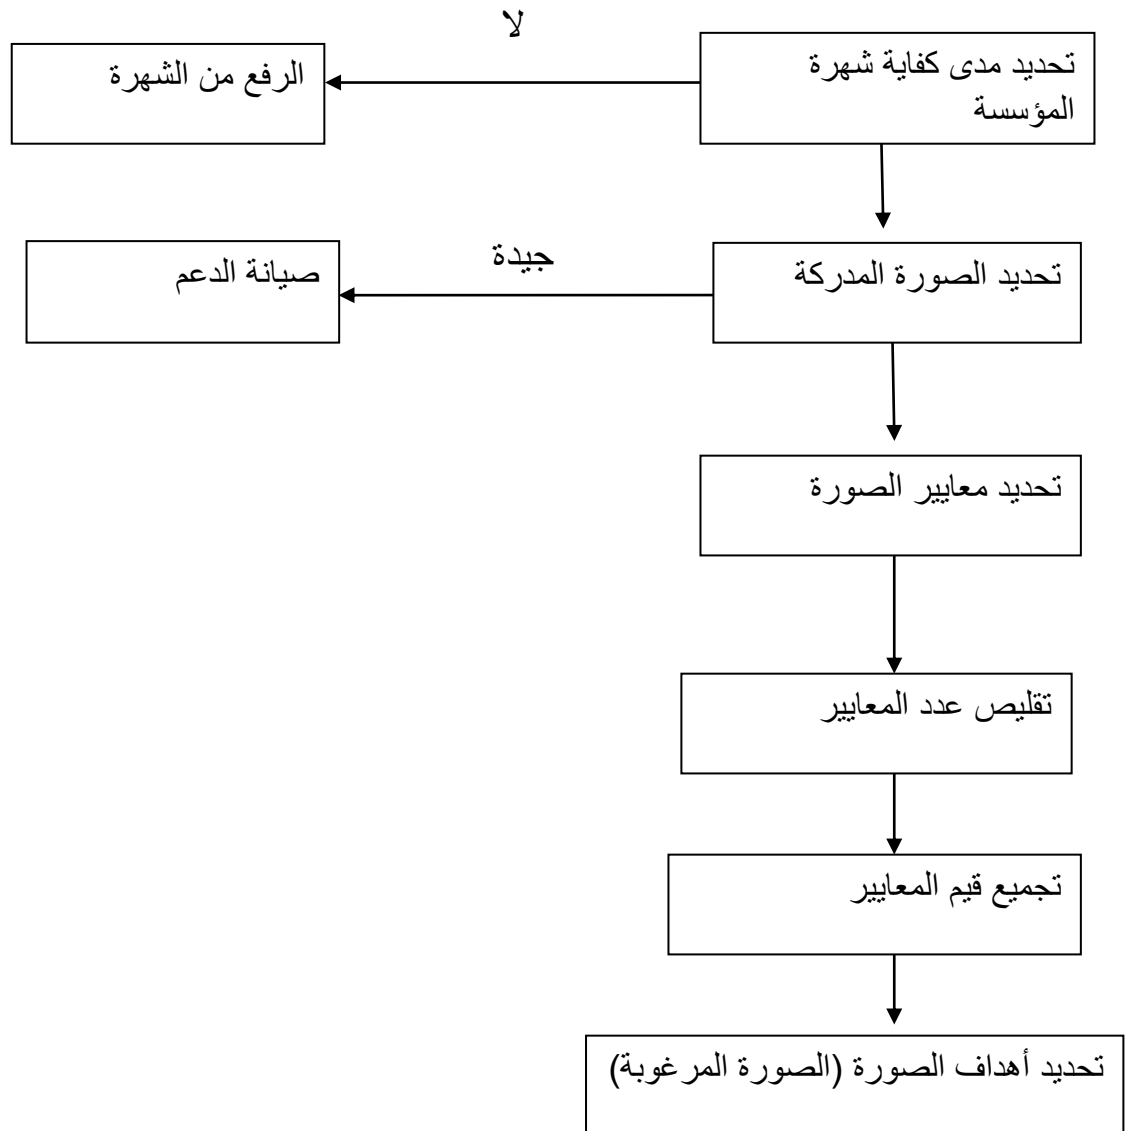 لا
تحديد مدى كفاية شهرة
المؤسسة
الرفع من الشهرة
جيدة
تحديد الصورة المدركة
صيانة الدعم
تحديد معايير الصورة
تقليص عدد المعايير
تجميع قيم المعايير
تحديد أهداف الصورة (الصورة المرغوبة)